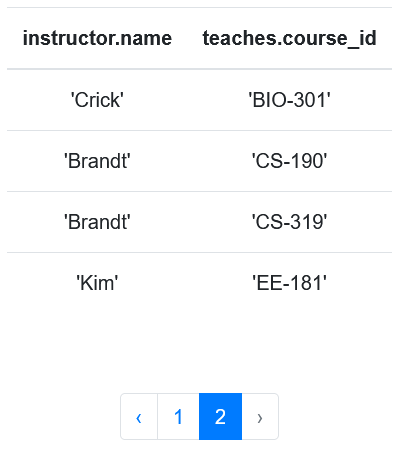 instructor.name teaches.course_id
'Crick' 'BIO-301'
'Brandt' 'CS-190'
'Brandt' 'CS-319'
'Kim' 'EE-181'
‹ 1 2 ›